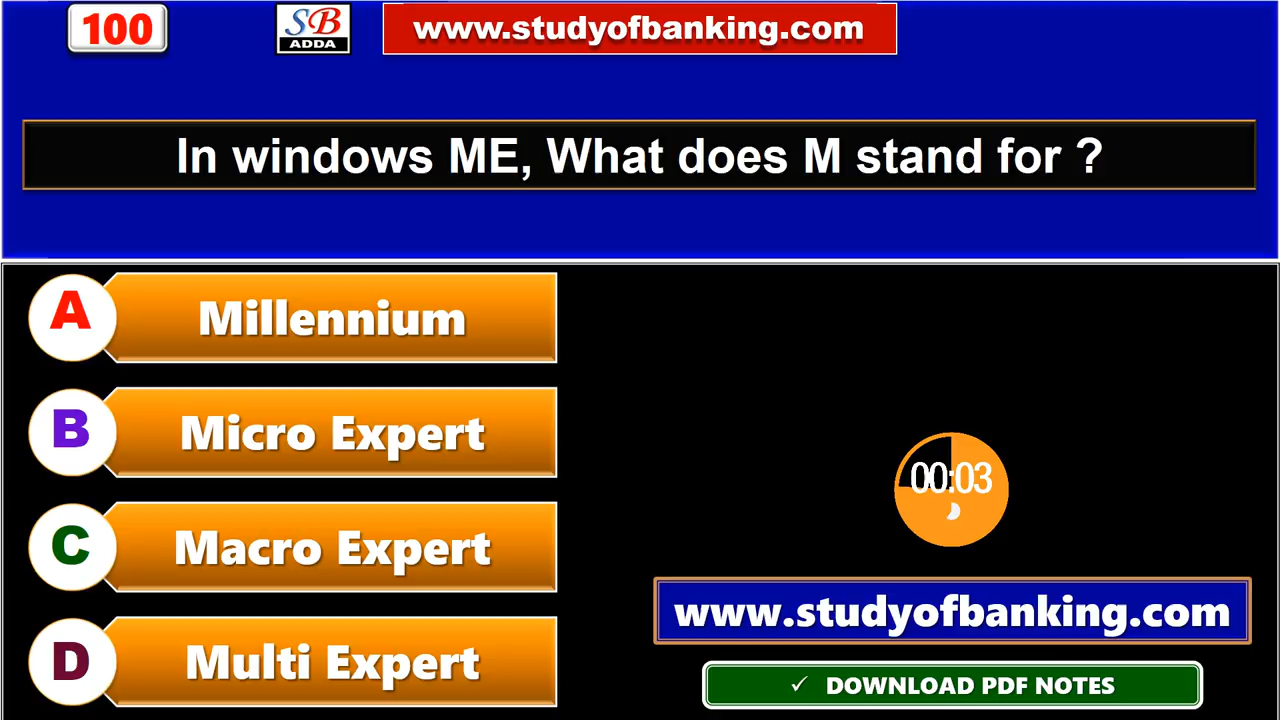 100
SB
ADDA
www.studyofbanking.com
In windows ME, What does M stand for ?
A
Millennium
B
Micro Expert
C
Macro Expert
D
Multi Expert
00:03
www.studyofbanking.com
✓ DOWNLOAD PDF NOTES